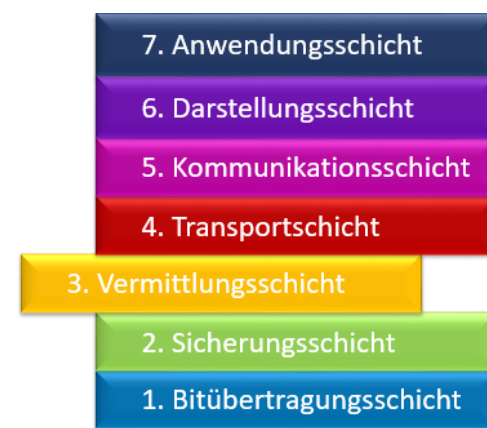 7. Anwendungsschicht
6. Darstellungsschicht
5. Kommunikationsschicht
4. Transportschicht
3. Vermittlungsschicht
2. Sicherungsschicht
1. Bitübertragungsschicht